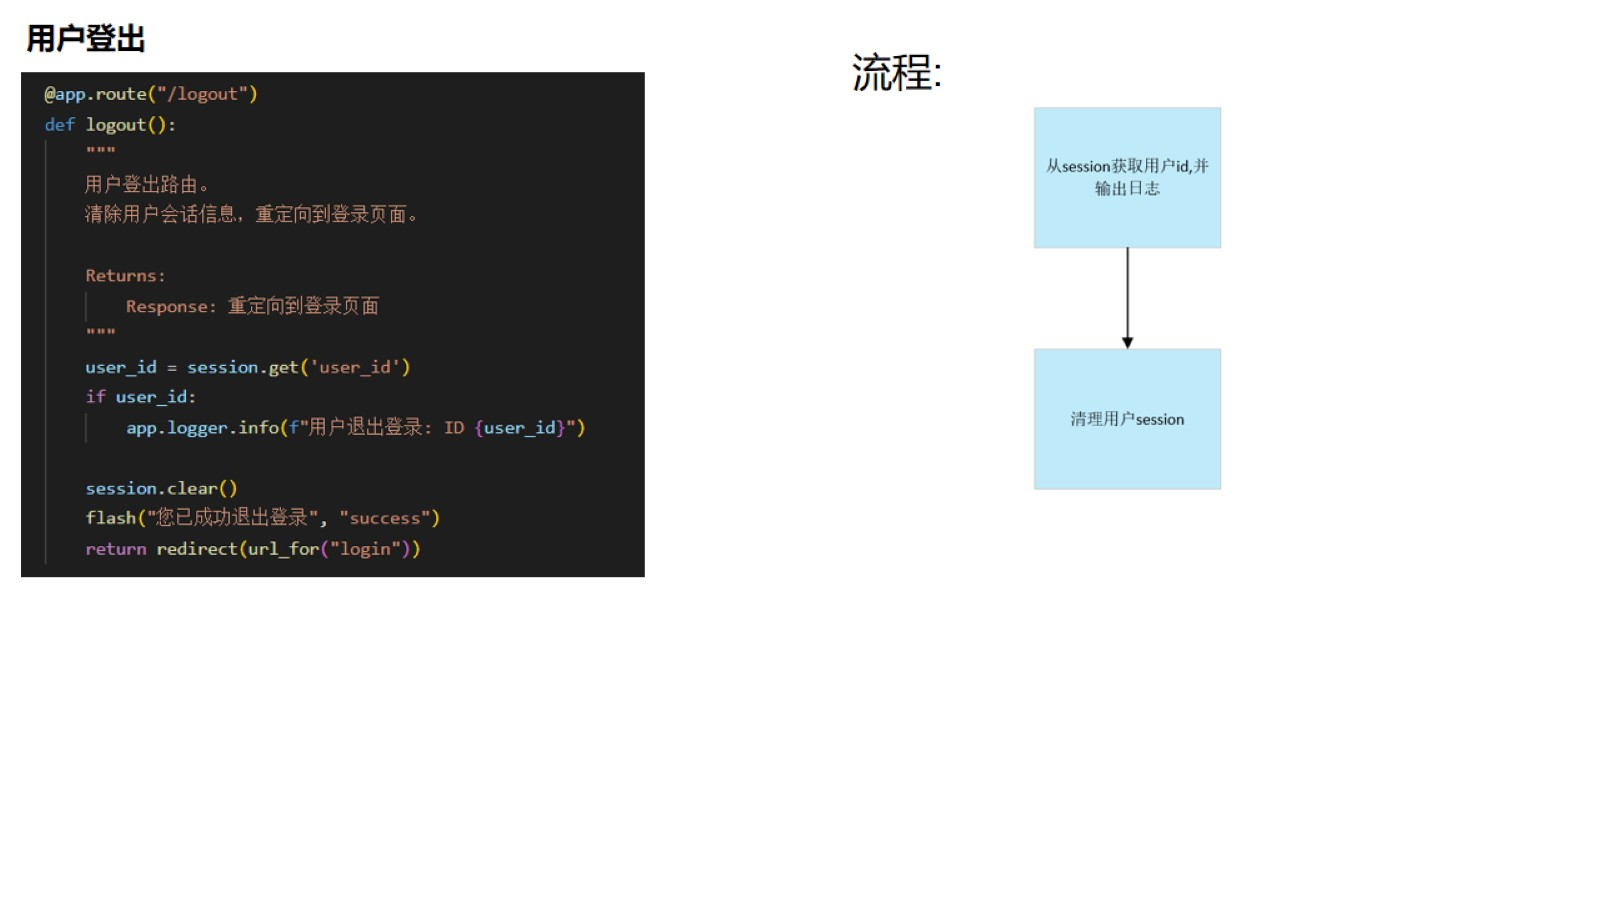 用户登出
@app.route("/logout")
def logout():
"""
用户登出路由。
清除用户会话信息，重定向到登录页面。
Returns:
Response: 重定向到登录页面
"""
user_id = session.get('user_id')
if user_id:
app.logger.info(f"用户退出登录: ID {user_id}")
session.clear()
flash("您已成功退出登录", "success")
return redirect(url_for("login"))
流程:
从session获取用户id,并
输出日志
清理用户session